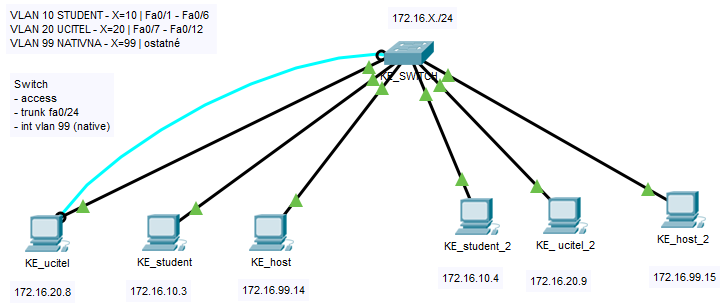 VLAN 10 STUDENT - X=10 | Fa0/1 - Fa0/6
VLAN 20 UCITEL - X=20 | Fa0/7 - Fa0/12
VLAN 99 NATIVNA - X=99 | ostatné
172.16.X./24
KE_SWITCH
Switch
- access
- trunk fa0/24
- int vlan 99 (native)
KE_ucitel
KE_student
KE_host
KE_student_2
KE_ ucitel_2
KE_host_2
172.16.20.8
172.16.10.3
172.16.99.14
172.16.10.4
172.16.20.9
172.16.99.15